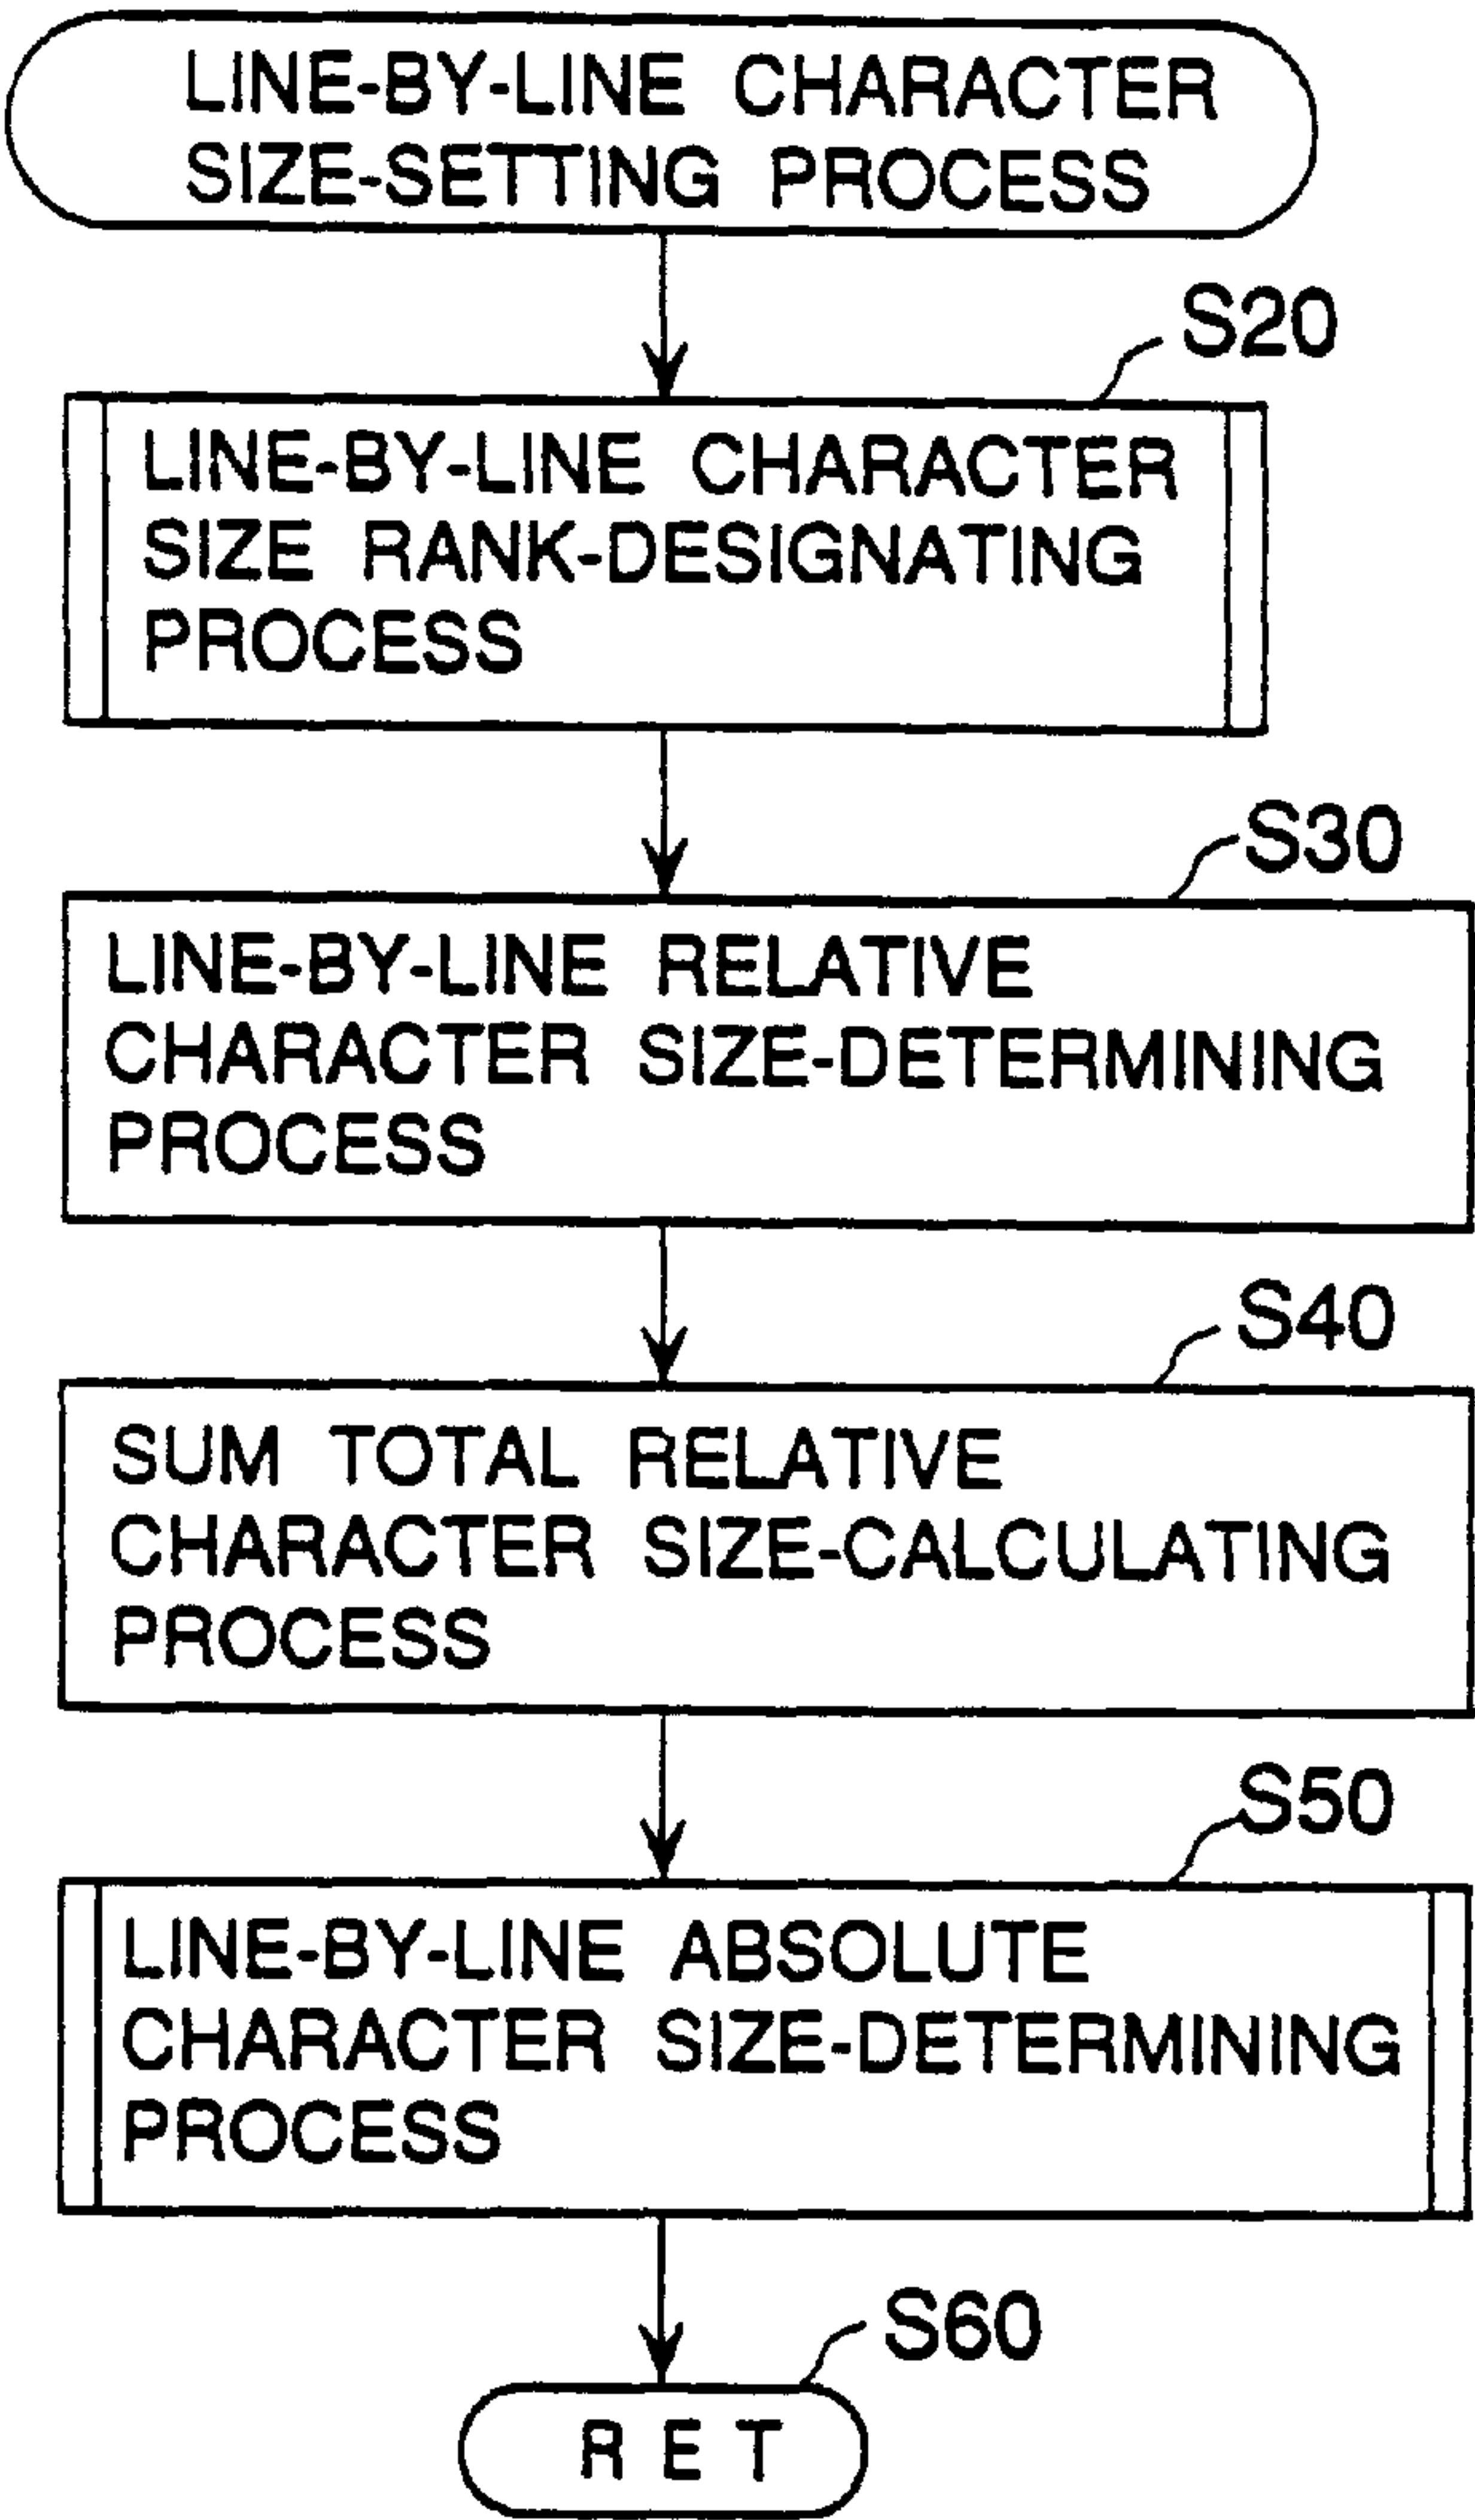 LINE-BY-LINE CHARACTER
SIZE-SETTING PROCESS
S20
LINE-BY-LINE CHARACTER
SIZE RANK-DESIGNATING
PROCESS
S30
LINE-BY-LINE RELATIVE
CHARACTER SIZE-DETERMINING
PROCESS
S40
SUM TOTAL RELATIVE
CHARACTER SIZE-CALCULATING
PROCESS
S50
LINE-BY-LINE ABSOLUTE
CHARACTER SIZE-DETERMINING
PROCESS
S60
RET